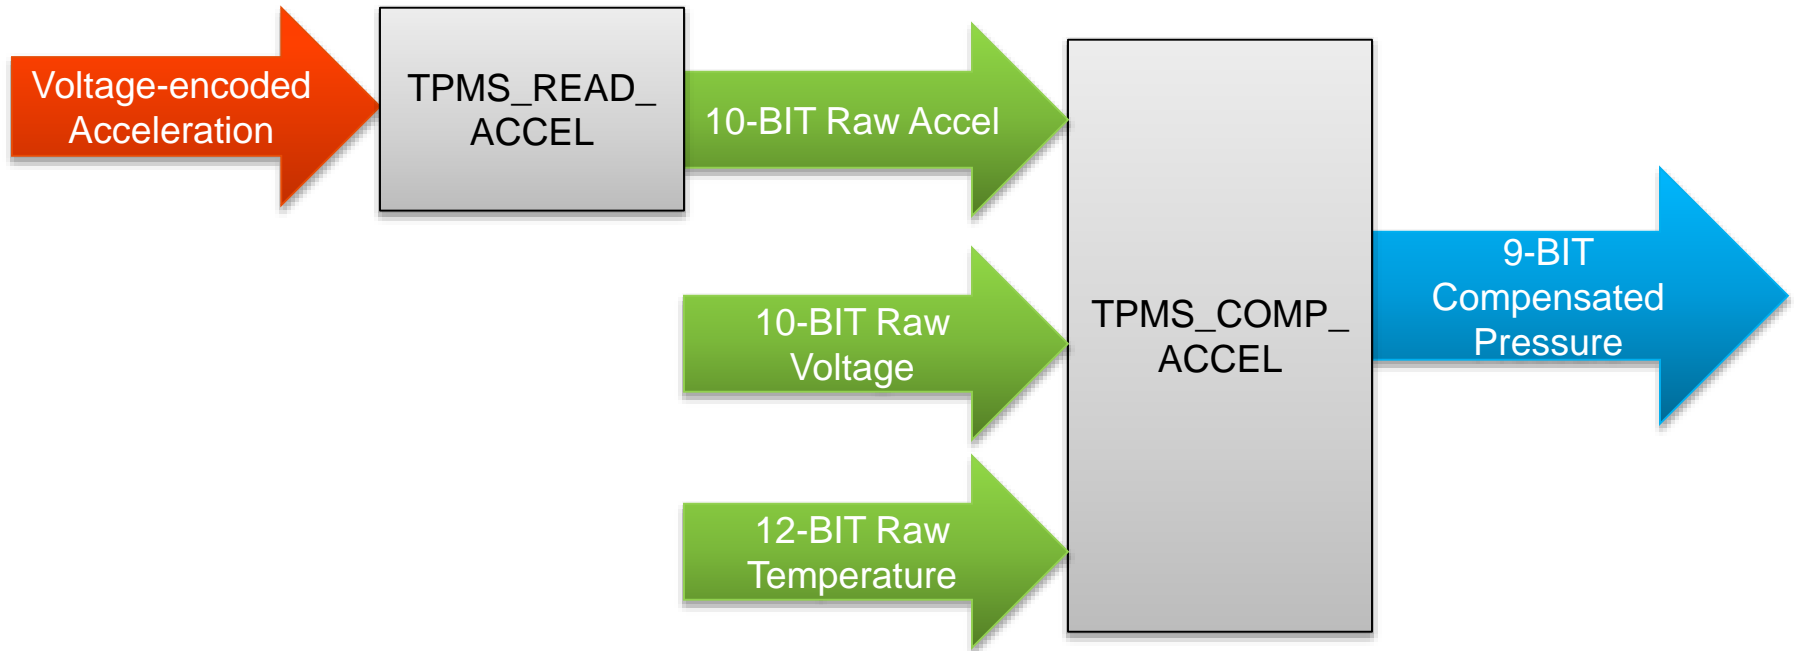 Voltage-encoded
Acceleration
TPMS_READ_
ACCEL
10-BIT Raw Accel
10-BIT Raw
Voltage
12-BIT Raw
Temperature
TPMS_COMP_
ACCEL
9-BIT
Compensated
Pressure